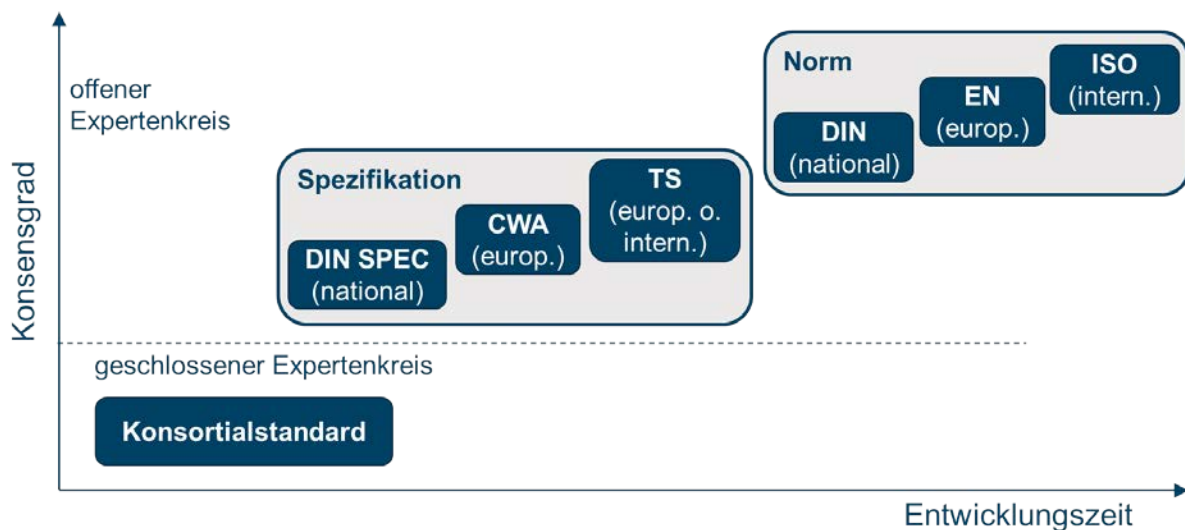 Konsensgrad
offener
Expertenkreis
Norm
ISO
(intern.)
EN
(europ.)
DIN
(national)
Spezifikation
TS
(europ. o.
intern.)
CWA
(europ.)
DIN SPEC
(national)
geschlossener Expertenkreis
Konsortialstandard
Entwicklungszeit